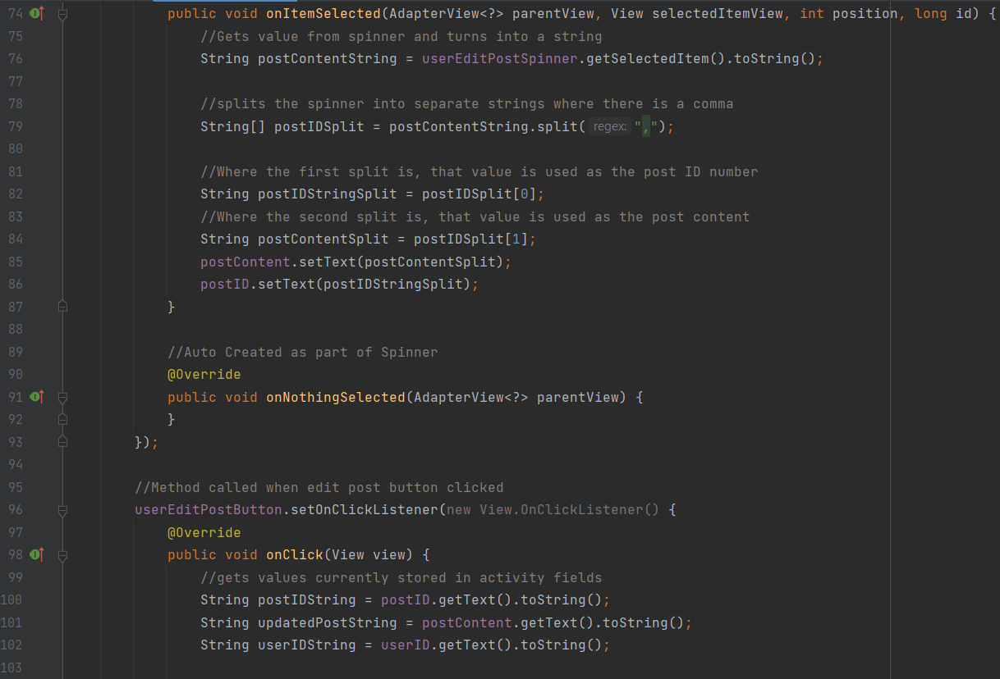 74 public void onItemSelected(AdapterView<?> parentView, View selectedItemView, int position, long id) {
75 //Gets value from spinner and turns into a string
76 String postContentString = userEditPostSpinner.getSelectedItem().toString();
77
78 //splits the spinner into separate strings where there is a comma
79 String[] postIDSplit = postContentString.split( regex: ",");
80
81 //Where the first split is, that value is used as the post ID number
82 String postIDStringSplit = postIDSplit[0];
83 //Where the second split is, that value is used as the post content
84 String postContentSplit = postIDSplit[1];
85 postContent.setText(postContentSplit);
86 postID.setText(postIDStringSplit);
87 }
88
89 //Auto Created as part of Spinner
90 @Override
91 public void onNothingSelected(AdapterView<?> parentView) {
92 }
93 });
94
95 //Method called when edit post button clicked
96 userEditPostButton.setOnClickListener(new View.OnClickListener() {
97 @Override
98 public void onClick(View view) {
99 //gets values currently stored in activity fields
100 String postIDString = postID.getText().toString();
101 String updatedPostString = postContent.getText().toString();
102 String userIDString = userID.getText().toString();
103